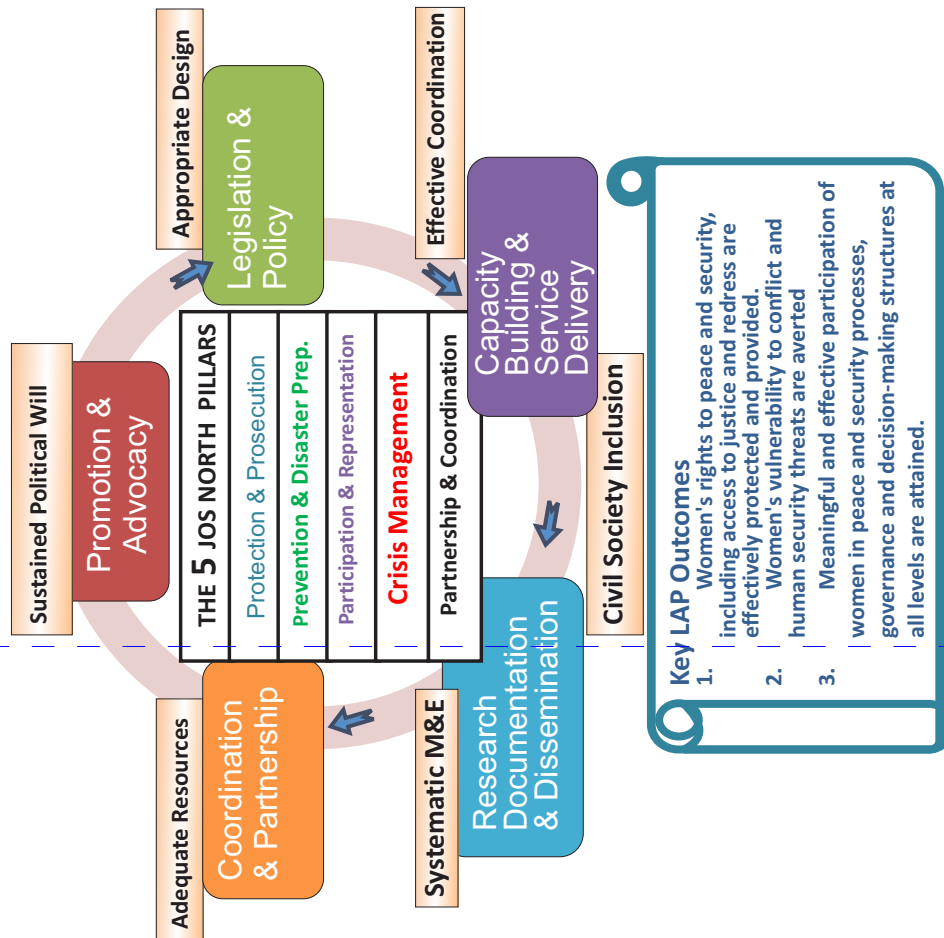 Sustained Political Will
Promotion &
Advocacy
Appropriate Design
Legislation &
Policy
Effective Coordination
Capacity
Building &
Service
Delivery
Civil Society Inclusion
Research
Documentation
& Dissemination
Systematic M&E
Coordination
& Partnership
Adequate Resources
THE 5 JOS NORTH PILLARS
Protection & Prosecution
Prevention & Disaster Prep.
Participation & Representation
Crisis Management
Partnership & Coordination
Key LAP Outcomes
1. Women's rights to peace and security,
including access to justice and redress are
effectively protected and provided.
2. Women's vulnerability to conflict and
human security threats are averted
3. Meaningful and effective participation of
women in peace and security processes,
governance and decision-making structures at
all levels are attained.